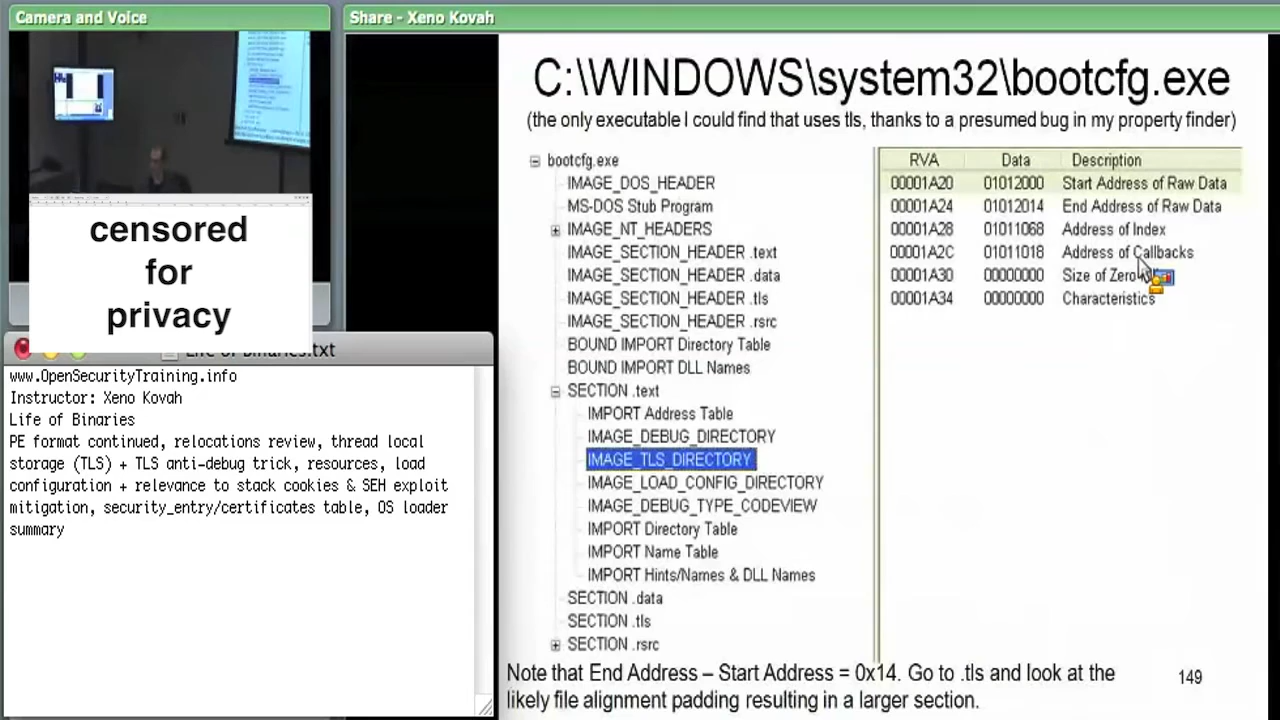 Camera and Voice
Share - Xeno Kovah
censored
for
privacy
Life of Binaries.txt
www.OpenSecurityTraining.info
Instructor: Xeno Kovah
Life of Binaries
PE format continued, relocations review, thread local
storage (TLS) + TLS anti-debug trick, resources, load
configuration + relevance to stack cookies & SEH exploit
mitigation, security_entry/certificates table, OS loader
summary
C:\WINDOWS\system32\bootcfg.exe
(the only executable I could find that uses tls, thanks to a presumed bug in my property finder)
bootcfg.exe
IMAGE_DOS_HEADER
MS-DOS Stub Program
IMAGE_NT_HEADERS
IMAGE_SECTION_HEADER .text
IMAGE_SECTION_HEADER .data
IMAGE_SECTION_HEADER .tls
IMAGE_SECTION_HEADER .rsrc
BOUND IMPORT Directory Table
BOUND IMPORT DLL Names
SECTION .text
IMPORT Address Table
IMAGE_DEBUG_DIRECTORY
IMAGE_TLS_DIRECTORY
IMAGE_LOAD_CONFIG_DIRECTORY
IMAGE_DEBUG_TYPE_CODEVIEW
IMPORT Directory Table
IMPORT Name Table
IMPORT Hints/Names & DLL Names
SECTION .data
SECTION .tls
SECTION .rsrc
RVA Data Description
00001A20 01012000 Start Address of Raw Data
00001A24 01012014 End Address of Raw Data
00001A28 01011068 Address of Index
00001A2C 01011018 Address of Callbacks
00001A30 00000000 Size of Zero
00001A34 00000000 Characteristics
Note that End Address – Start Address = 0x14. Go to .tls and look at the
likely file alignment padding resulting in a larger section.
149